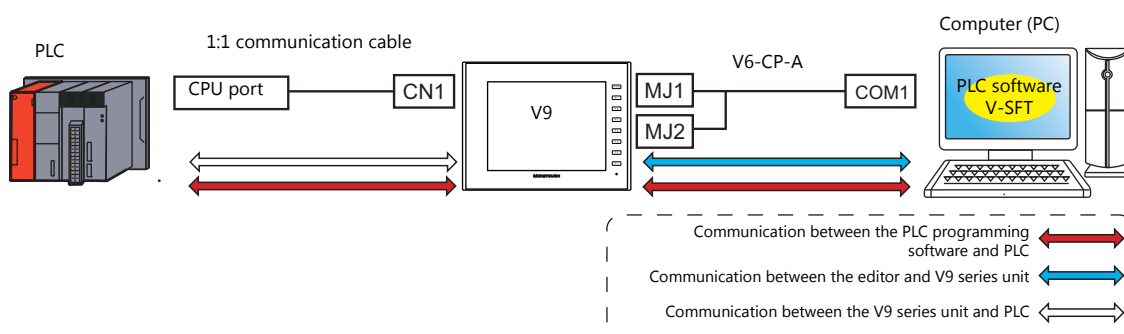 Computer (PC)
PLC
1:1 communication cable
V6-CP-A
CPU port
CN1
V9
MJ1
MJ2
COM1
PLC software
V-SFT
MONITOUCH
Communication between the PLC programming
software and PLC
Communication between the editor and V9 series unit
Communication between the V9 series unit and PLC